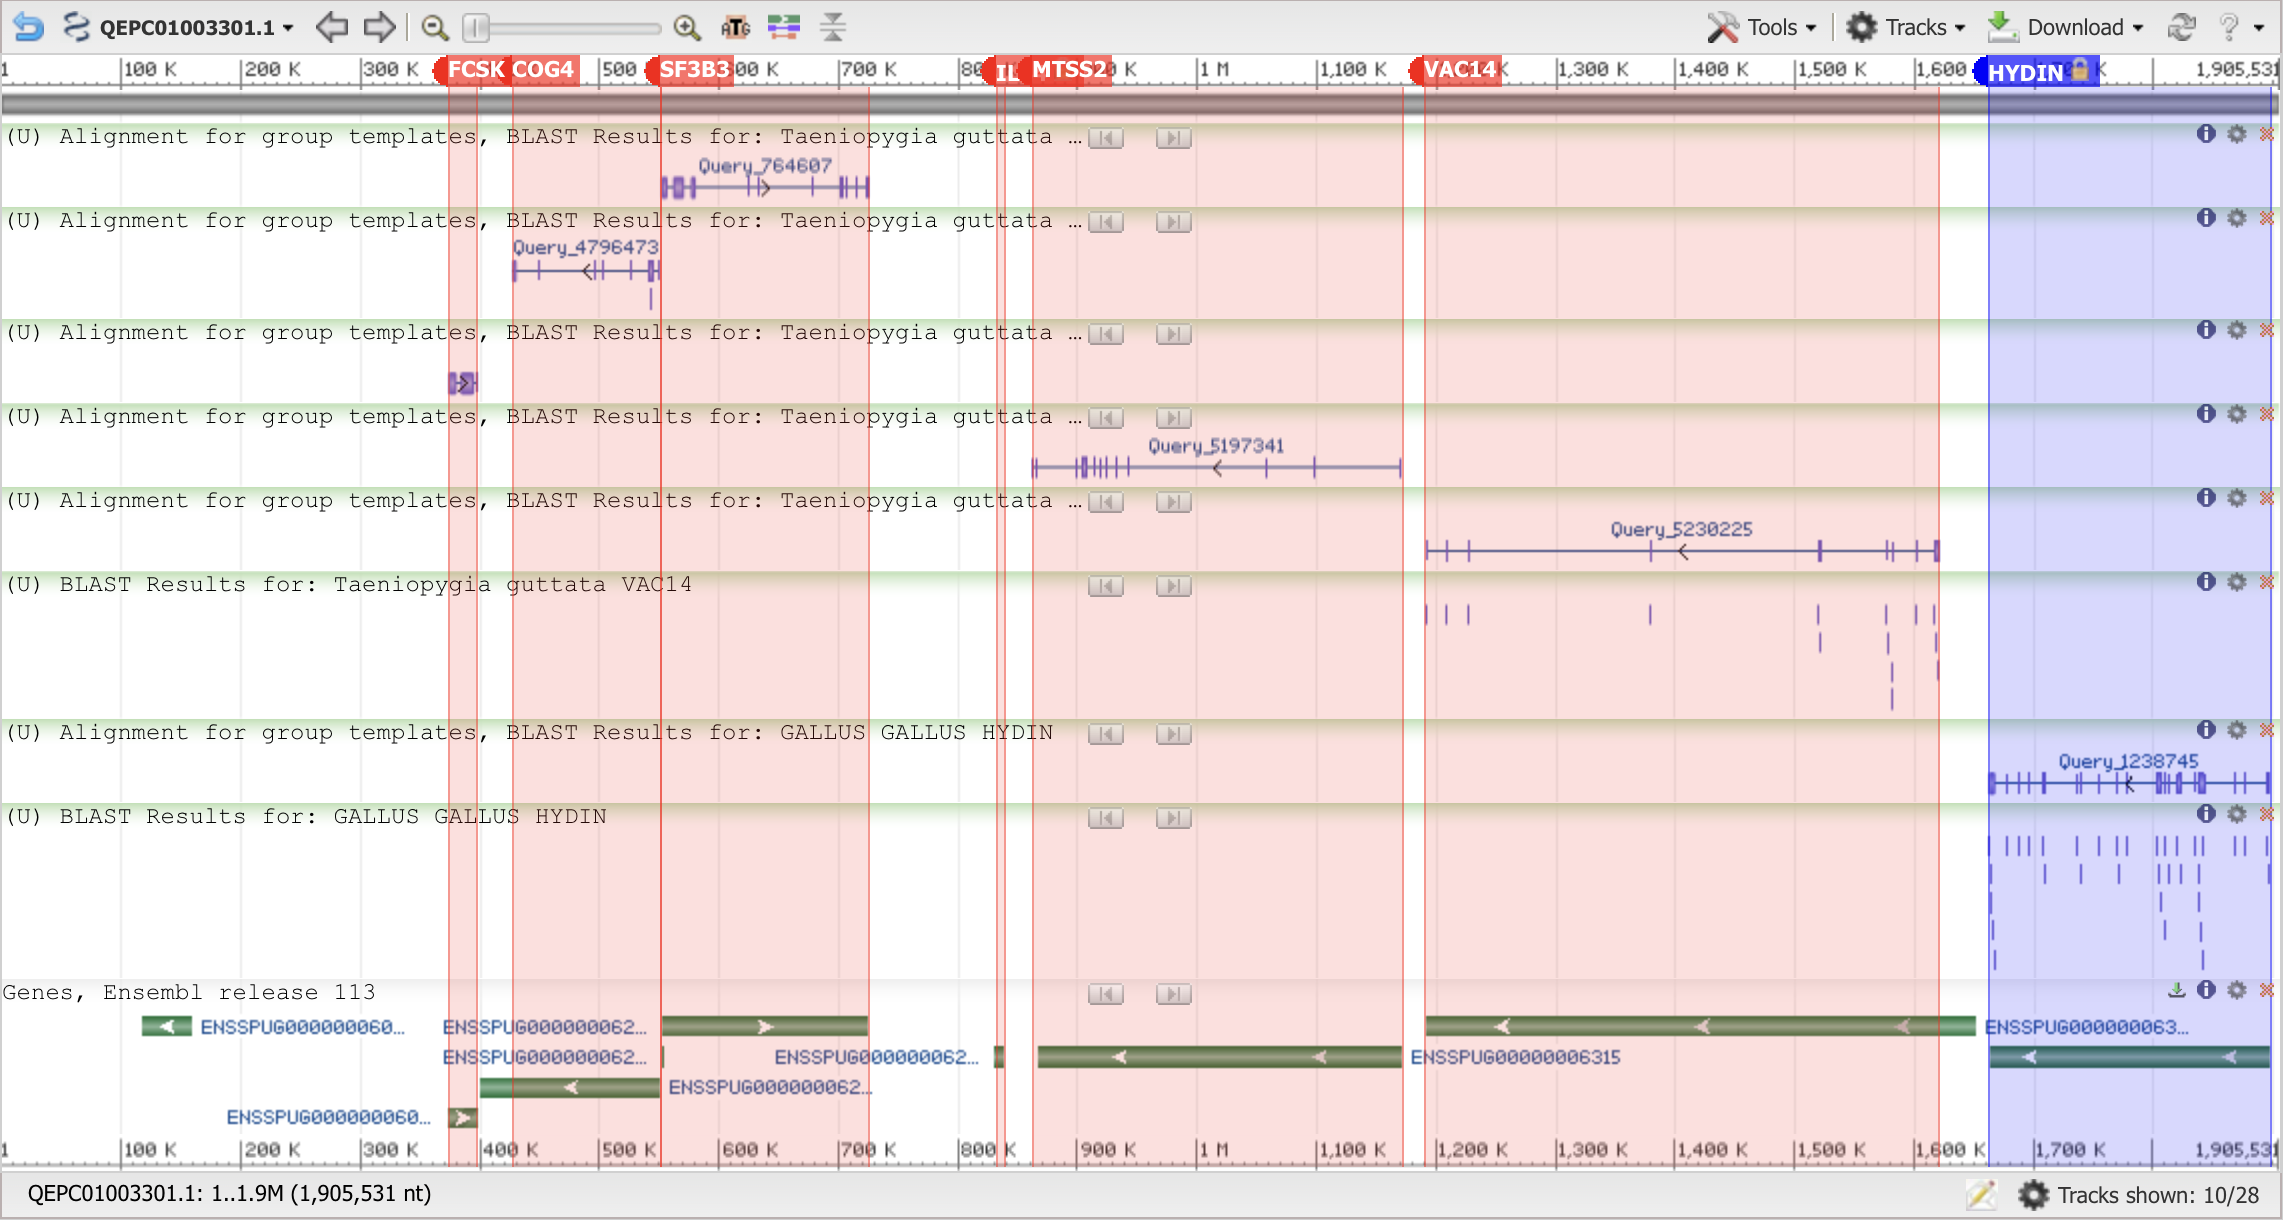 QEPC01003301.1 Tools Tracks Download ?
1 100 K 200 K 300 K FCSK COG4 500 SF3B3 00 K 700 K 80 IL MTSS2 0 K 1 M 1,100 K VAC14 K 1,300 K 1,400 K 1,500 K 1,600 HYDIN K 1,905,531
(U) Alignment for group templates, BLAST Results for: Taeniopygia guttata ...
Query_764607
(U) Alignment for group templates, BLAST Results for: Taeniopygia guttata ...
Query_4796473
(U) Alignment for group templates, BLAST Results for: Taeniopygia guttata ...
(U) Alignment for group templates, BLAST Results for: Taeniopygia guttata ...
Query_5197341
(U) Alignment for group templates, BLAST Results for: Taeniopygia guttata ...
Query_5230225
(U) BLAST Results for: Taeniopygia guttata VAC14
(U) Alignment for group templates, BLAST Results for: GALLUS GALLUS HYDIN
Query_1238745
(U) BLAST Results for: GALLUS GALLUS HYDIN
Genes, Ensembl release 113
ENSSPUG000000060... ENSSPUG000000062... ENSSPUG000000063...
ENSSPUG000000062... ENSSPUG000000062... ENSSPUG00000006315
ENSSPUG000000062...
ENSSPUG000000060...
1 100 K 200 K 300 K 400 K 500 K 600 K 700 K 800 K 900 K 1 M 1,100 K 1,200 K 1,300 K 1,400 K 1,500 K 1,600 K 1,700 K 1,905,531
QEPC01003301.1: 1..1.9M (1,905,531 nt) Tracks shown: 10/28